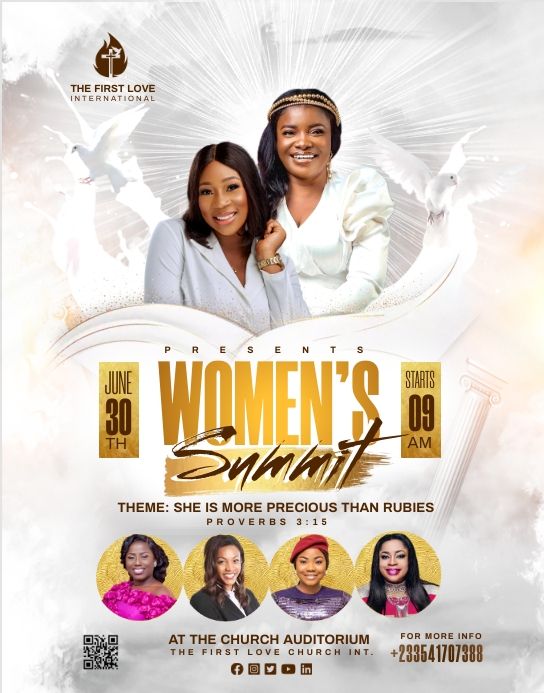 THE FIRST LOVE
INTERNATIONAL
PRESENTS
JUNE
30
TH
WOMEN'S
Summit
STARTS
09
AM
THEME: SHE IS MORE PRECIOUS THAN RUBIES
PROVERBS 3:15
AT THE CHURCH AUDITORIUM
THE FIRST LOVE CHURCH INT.
FOR MORE INFO
+233541707388